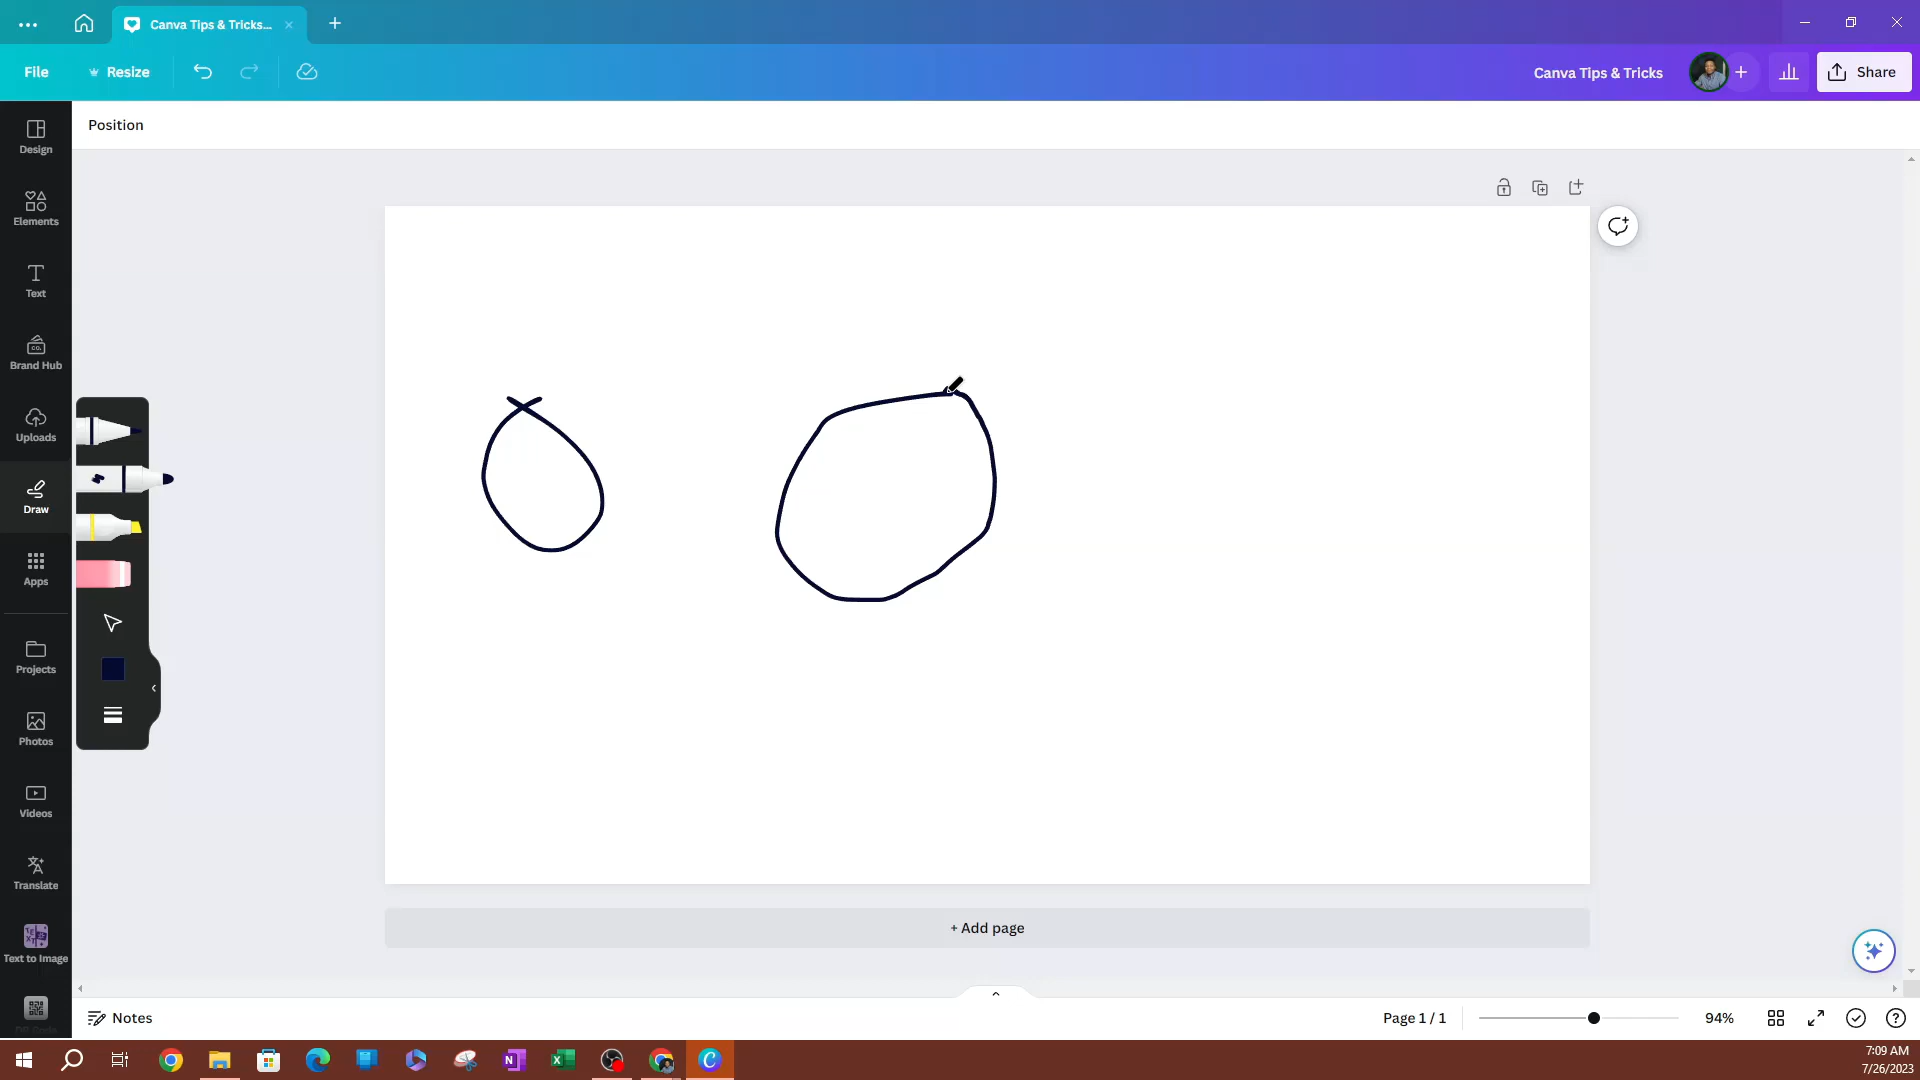 Canva Tips & Tricks...
File
Resize
Canva Tips & Tricks
Share
Position
Design
Elements
Text
Brand Hub
Uploads
Draw
Apps
Projects
Photos
Videos
Translate
Text to Image
+ Add page
Notes
Page 1 / 1
94%
7:09 AM
7/26/2023